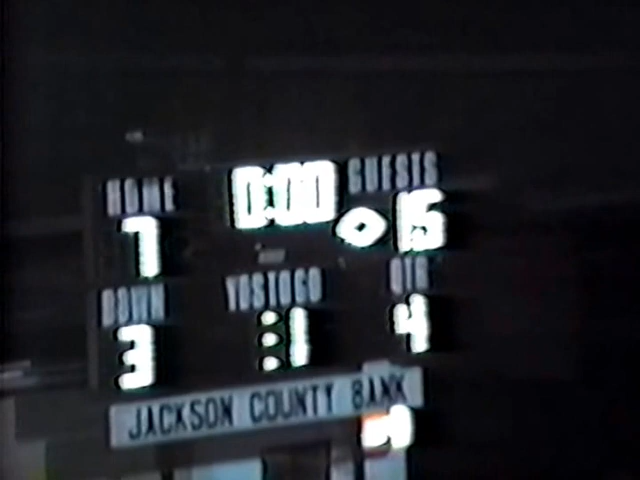 HOME 0:00 GUESTS
7 15
DOWN YDSTOGO QTR
3 1 4
JACKSON COUNTY BANK